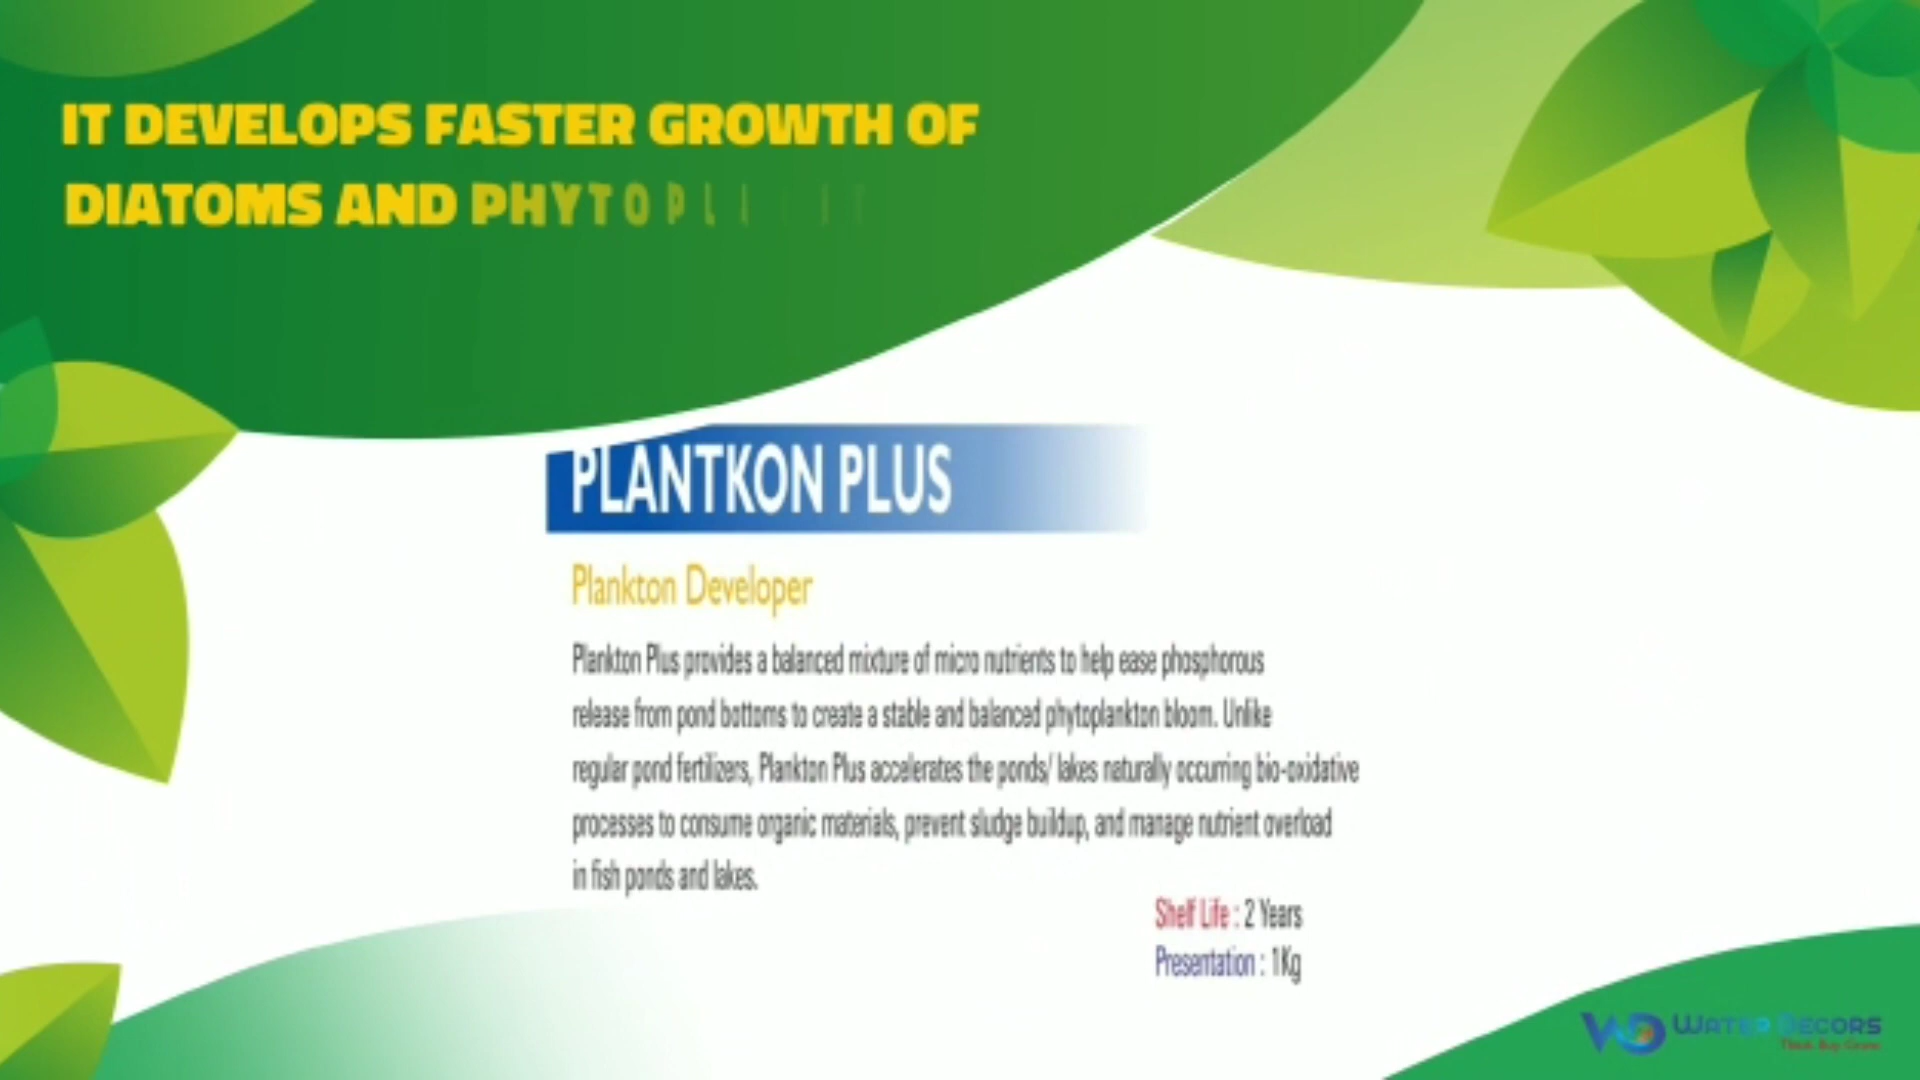 IT DEVELOPS FASTER GROWTH OF
DIATOMS AND PHYTOPL
PLANTKON PLUS
Plankton Developer
Plankton Plus provides a balanced mixture of micro nutrients to help ease phosphorous
release from pond bottoms to create a stable and balanced phytoplankton bloom. Unlike
regular pond fertilizers, Plankton Plus accelerates the ponds/ lakes naturally occurring bio-oxidative
processes to consume organic materials, prevent sludge buildup, and manage nutrient overload
in fish ponds and lakes.
Shelf Life : 2 Years
Presentation : 1Kg
WATER DECORS